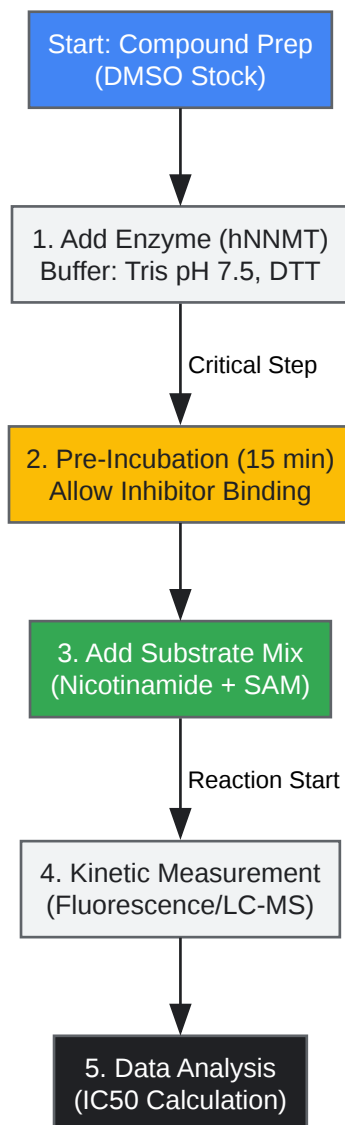 Start: Compound Prep
(DMSO Stock)
1. Add Enzyme (hNNMT)
Buffer: Tris pH 7.5, DTT
Critical Step
2. Pre-Incubation (15 min)
Allow Inhibitor Binding
3. Add Substrate Mix
(Nicotinamide + SAM)
Reaction Start
4. Kinetic Measurement
(Fluorescence/LC-MS)
5. Data Analysis
(IC50 Calculation)